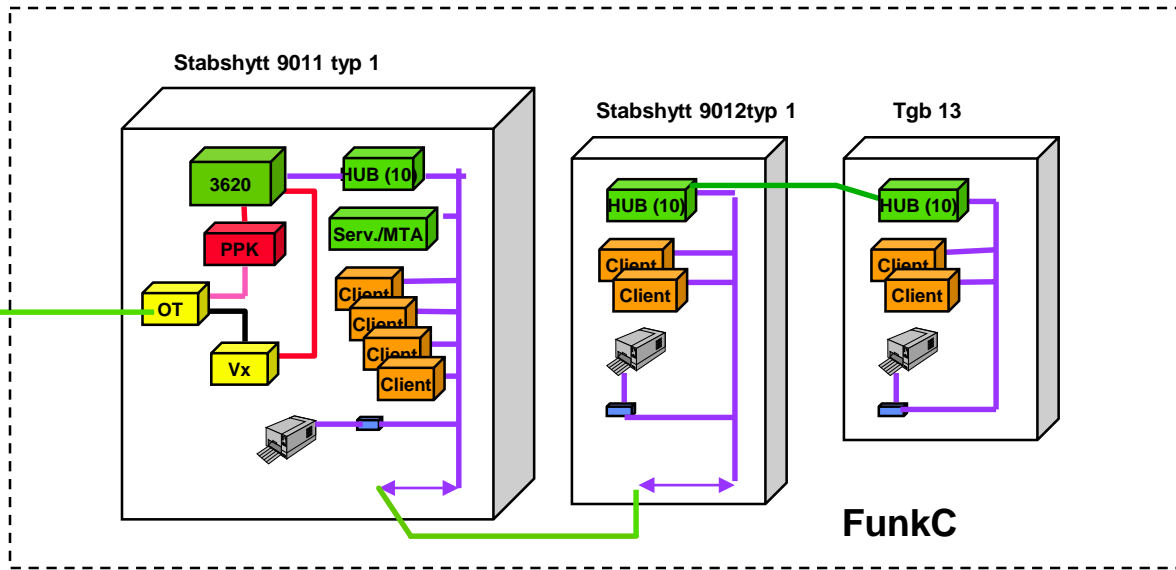 Stabshytt 9011 typ 1
3620
HUB (10)
Serv./MTA
PPK
OT
Vx
Client
Client
Client
Client
Stabshytt 9012typ 1
HUB (10)
Client
Client
Tgb 13
HUB (10)
Client
Client
FunkC